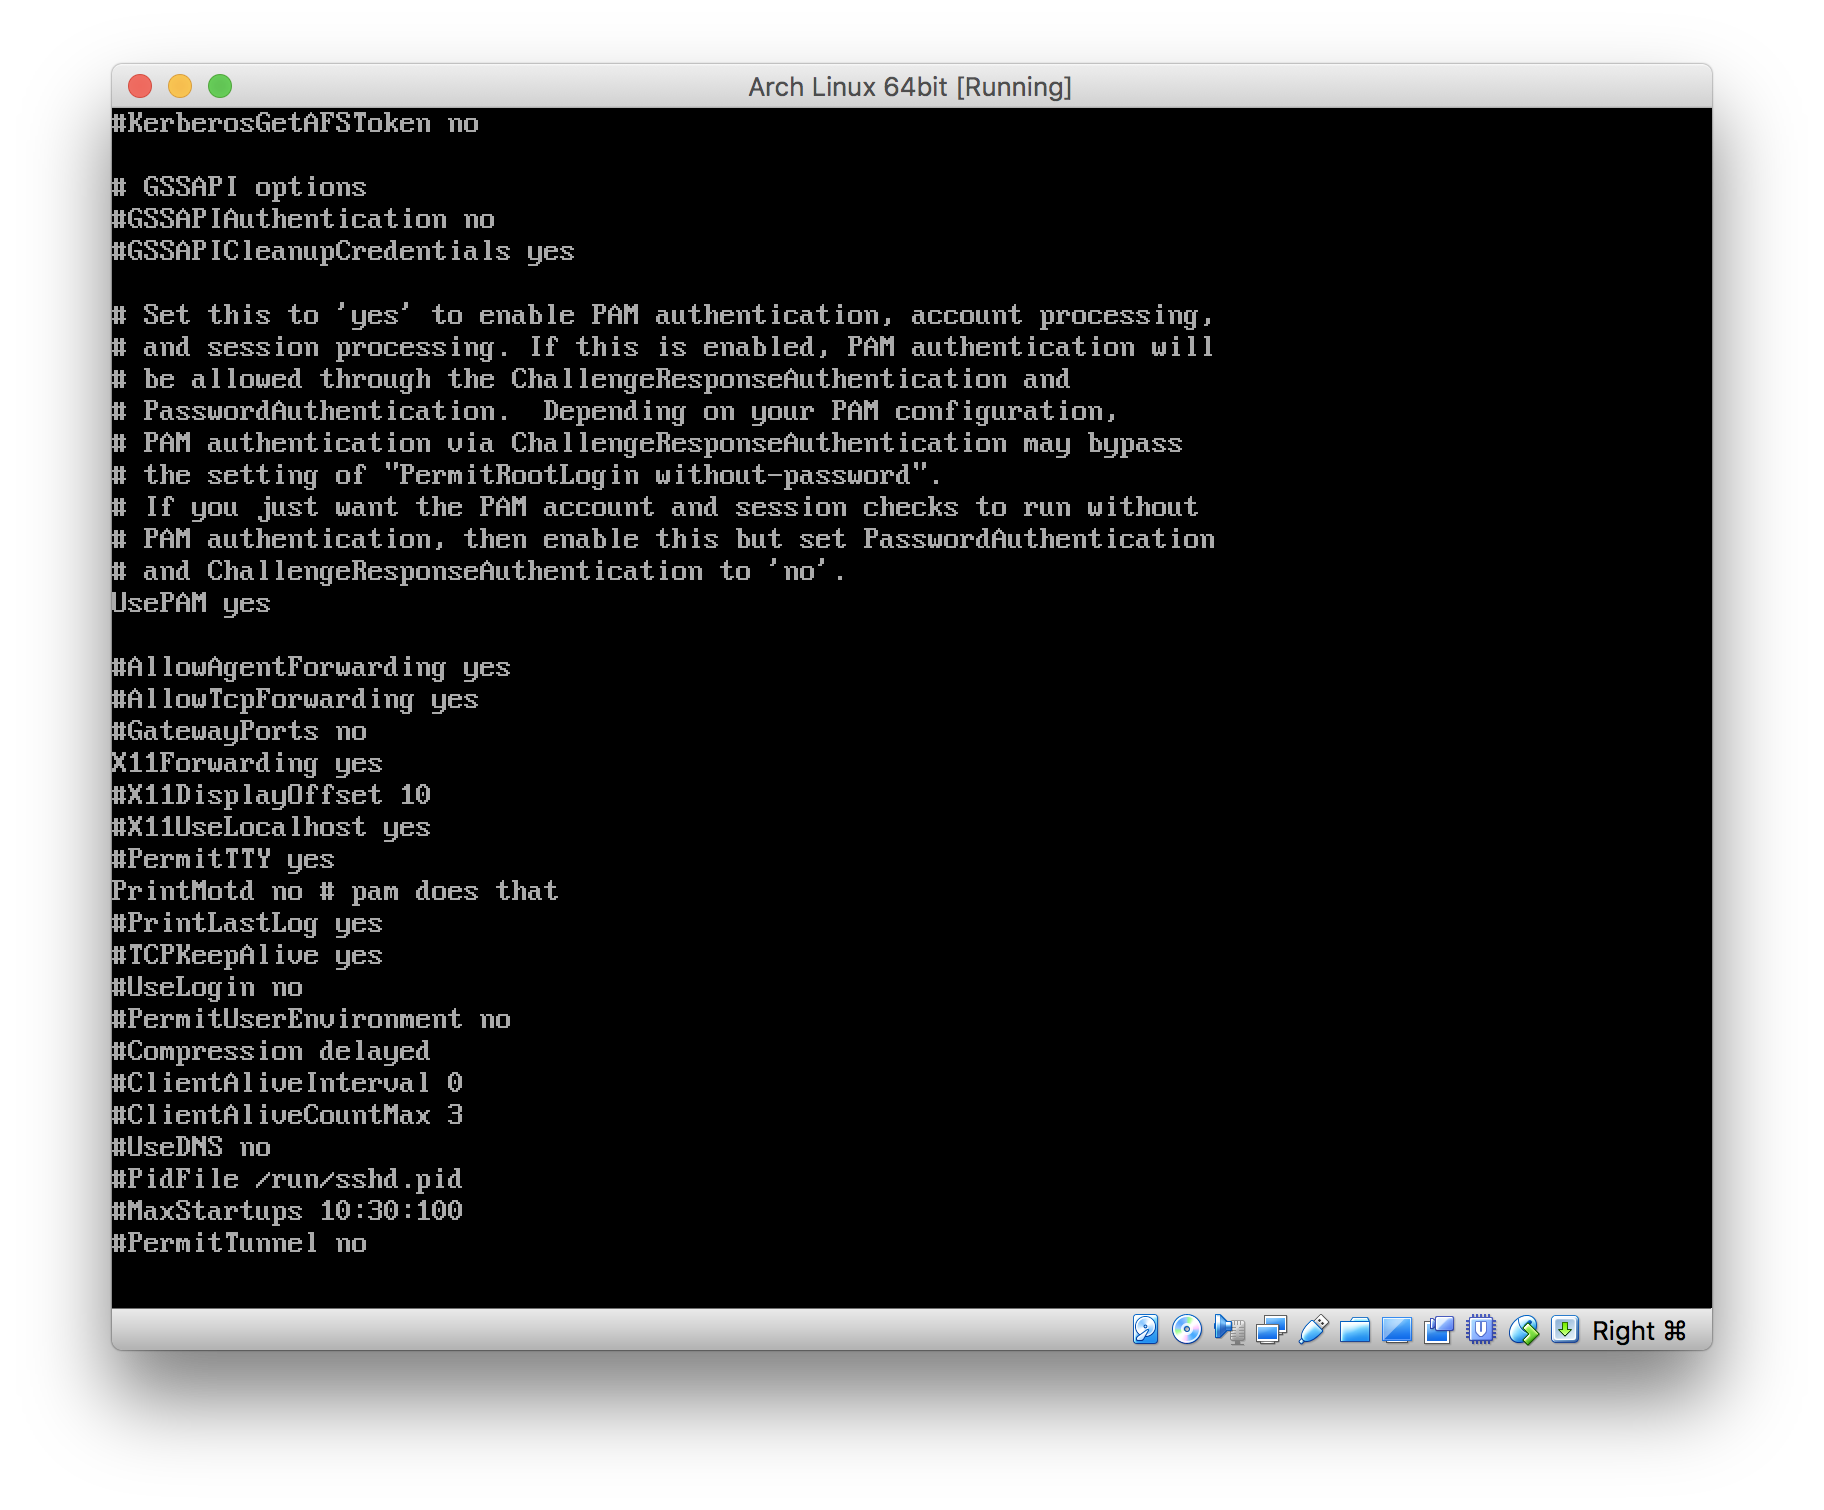 Arch Linux 64bit [Running]
#KerberosGetAFSToken no
# GSSAPI options
#GSSAPIAuthentication no
#GSSAPICleanupCredentials yes
# Set this to 'yes' to enable PAM authentication, account processing,
# and session processing. If this is enabled, PAM authentication will
# be allowed through the ChallengeResponseAuthentication and
# PasswordAuthentication.  Depending on your PAM configuration,
# PAM authentication via ChallengeResponseAuthentication may bypass
# the setting of "PermitRootLogin without-password".
# If you just want the PAM account and session checks to run without
# PAM authentication, then enable this but set PasswordAuthentication
# and ChallengeResponseAuthentication to 'no'.
UsePAM yes
#AllowAgentForwarding yes
#AllowTcpForwarding yes
#GatewayPorts no
X11Forwarding yes
#X11DisplayOffset 10
#X11UseLocalhost yes
#PermitTTY yes
PrintMotd no # pam does that
#PrintLastLog yes
#TCPKeepAlive yes
#UseLogin no
#PermitUserEnvironment no
#Compression delayed
#ClientAliveInterval 0
#ClientAliveCountMax 3
#UseDNS no
#PidFile /run/sshd.pid
#MaxStartups 10:30:100
#PermitTunnel no
Right ⌘